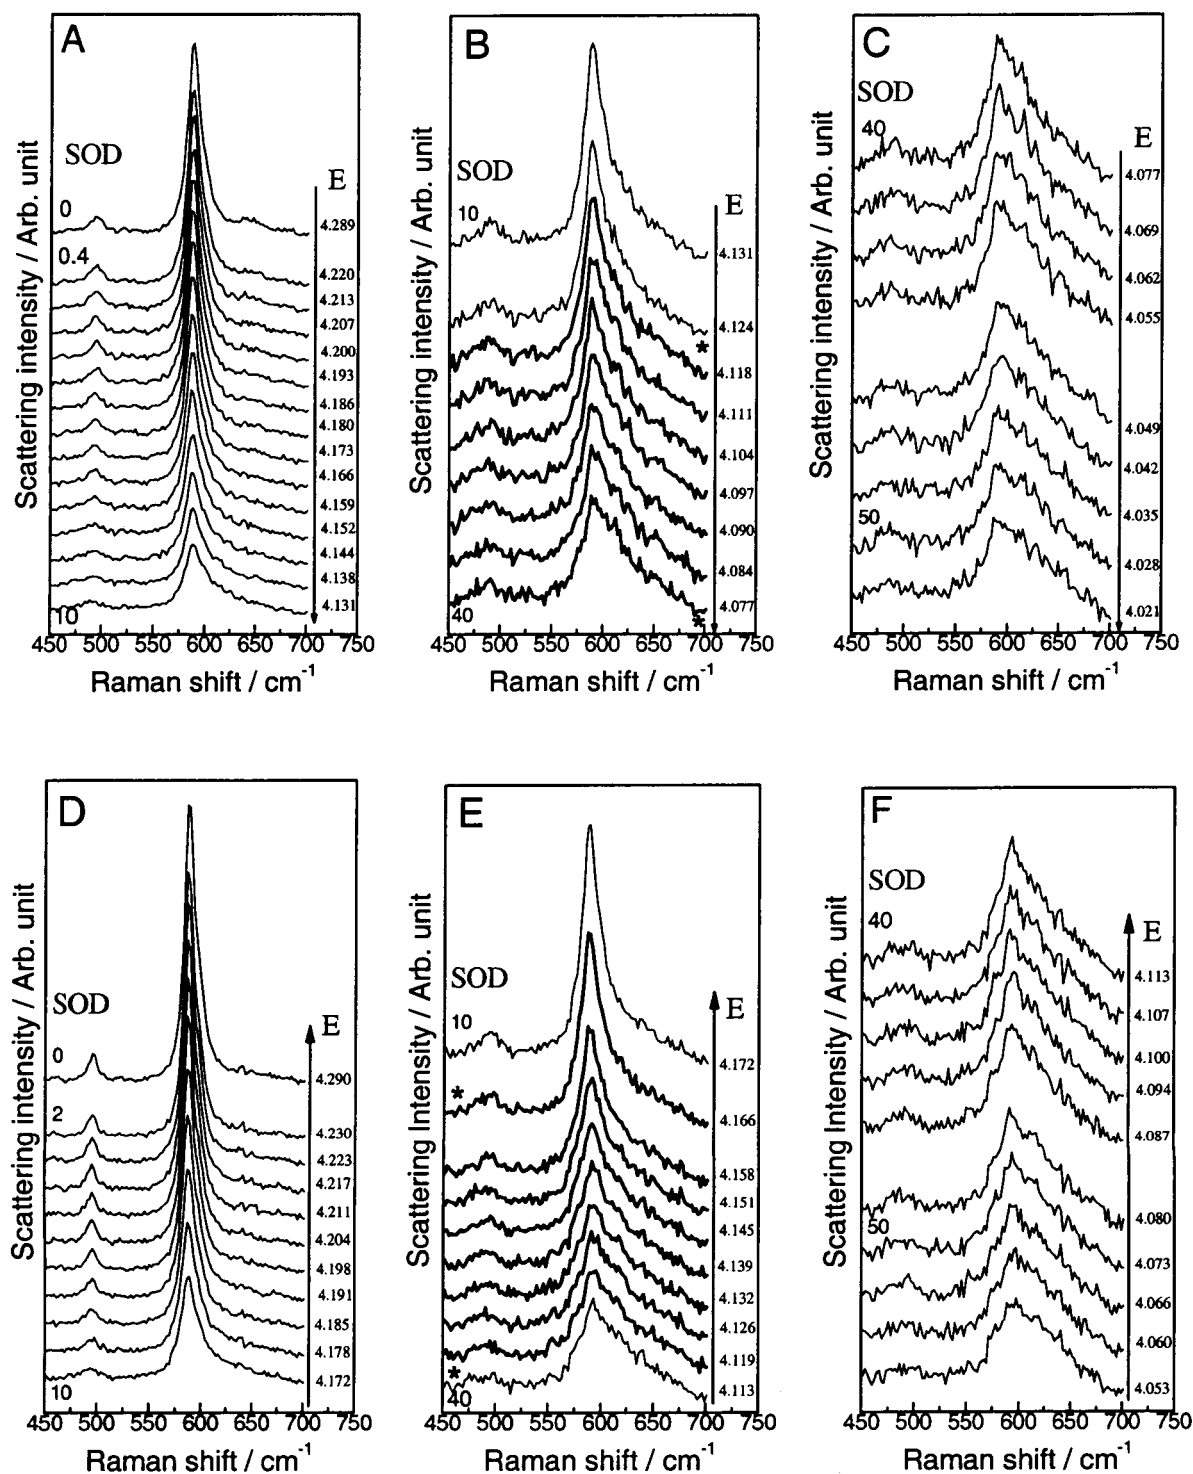 A
Scattering intensity / Arb. unit
SOD
E
0
0.4
10
4.289
4.220
4.213
4.207
4.200
4.193
4.186
4.180
4.173
4.166
4.159
4.152
4.144
4.138
4.131
450 500 550 600 650 700 750
Raman shift / cm-1
B
Scattering intensity / Arb. unit
SOD
E
10
40
4.131
4.124
*
4.118
4.111
4.104
4.097
4.090
4.084
4.077
*
450 500 550 600 650 700 750
Raman shift / cm-1
C
Scattering intensity / Arb. unit
SOD
E
40
50
4.077
4.069
4.062
4.055
4.049
4.042
4.035
4.028
4.021
450 500 550 600 650 700 750
Raman shift / cm-1
D
Scattering intensity / Arb. unit
SOD
E
0
2
10
4.290
4.230
4.223
4.217
4.211
4.204
4.198
4.191
4.185
4.178
4.172
450 500 550 600 650 700 750
Raman shift / cm-1
E
Scattering Intensity / Arb. unit
SOD
E
10
*
*
40
4.172
4.166
4.158
4.151
4.145
4.139
4.132
4.126
4.119
4.113
450 500 550 600 650 700 750
Raman shift / cm-1
F
Scattering Intensity / Arb. unit
SOD
E
40
50
4.113
4.107
4.100
4.094
4.087
4.080
4.073
4.066
4.060
4.053
450 500 550 600 650 700 750
Raman shift / cm-1